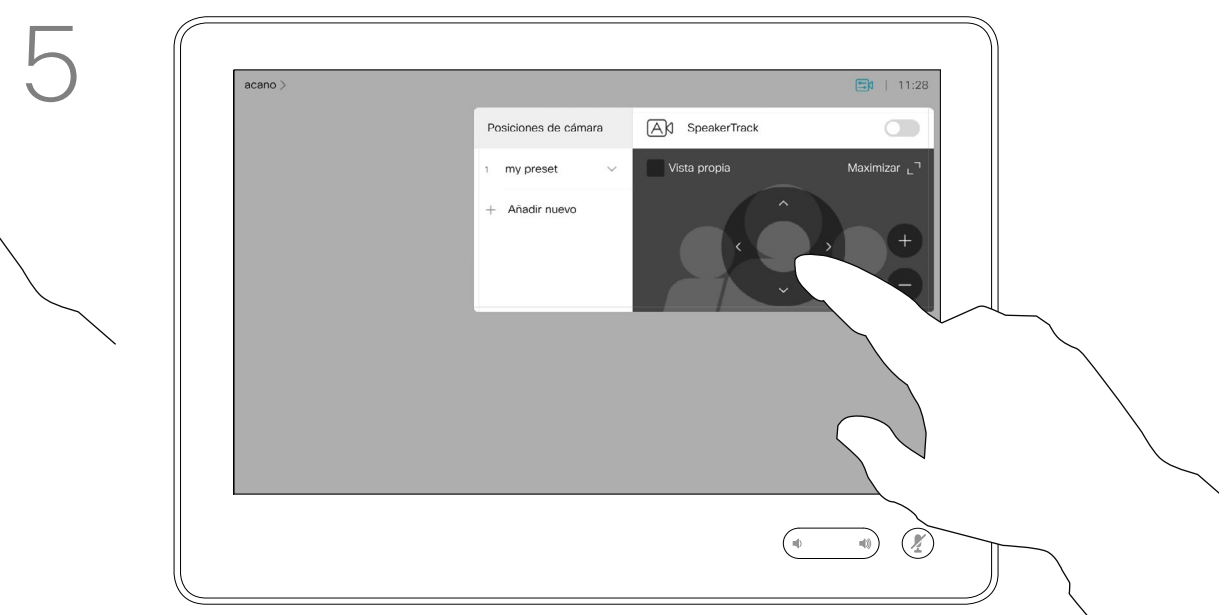 5
acano >
11:28
Posiciones de cámara
SpeakerTrack
1 my preset
Vista propia
Maximizar
+ Añadir nuevo